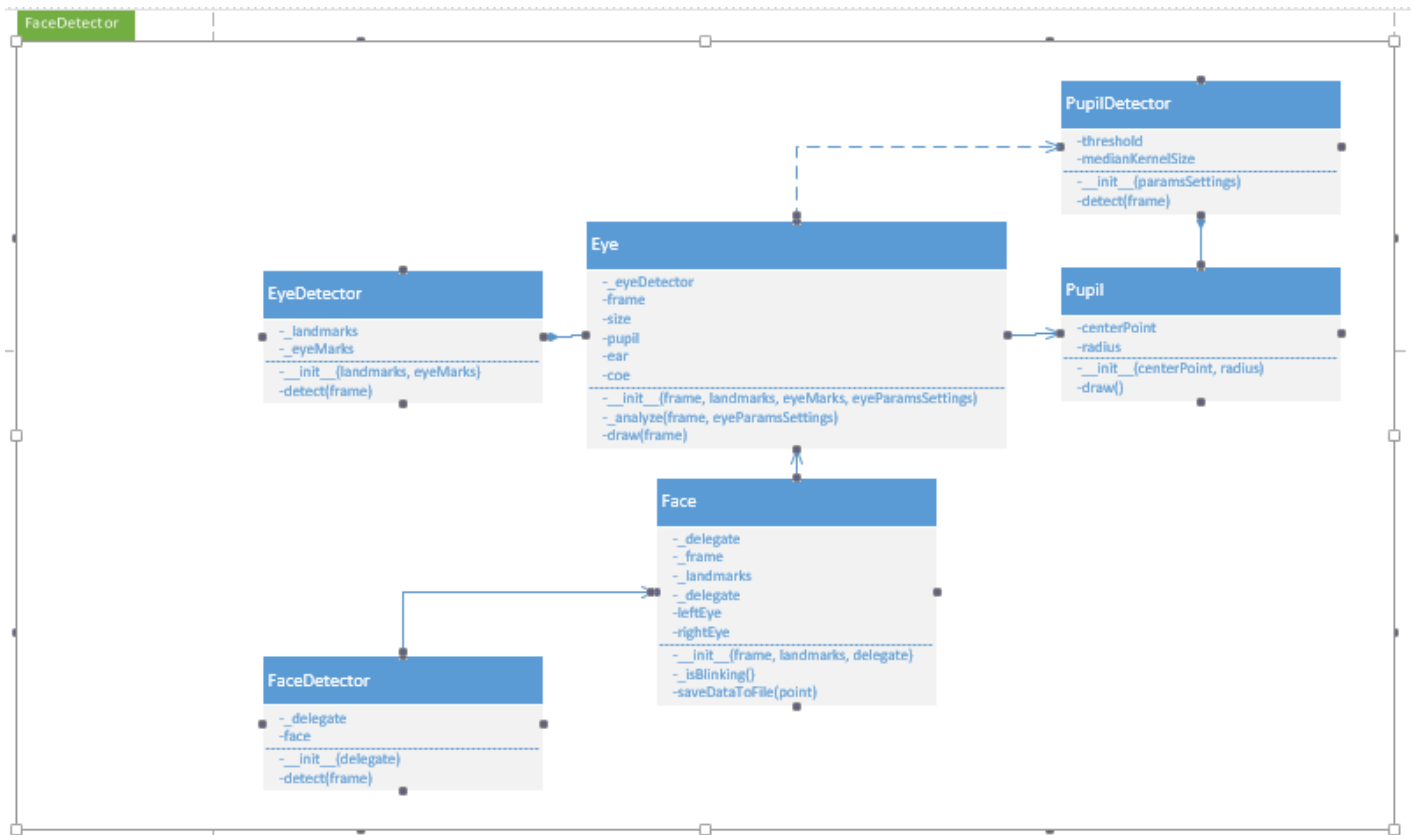 FaceDetector
PupilDetector
-threshold
-medianKernelSize
-__init__(paramsSettings)
-detect(frame)
Eye
-_eyeDetector
-frame
-size
-pupil
-ear
-coe
-__init__(frame, landmarks, eyeMarks, eyeParamsSettings)
-_analyze(frame, eyeParamsSettings)
-draw(frame)
EyeDetector
-_landmarks
-_eyeMarks
-__init__(landmarks, eyeMarks)
-detect(frame)
Pupil
-centerPoint
-radius
-__init__(centerPoint, radius)
-draw()
Face
-_delegate
-_frame
-_landmarks
-_delegate
-leftEye
-rightEye
-__init__(frame, landmarks, delegate)
-_isBlinking()
-saveDataToFile(point)
FaceDetector
-_delegate
-face
-__init__(delegate)
-detect(frame)